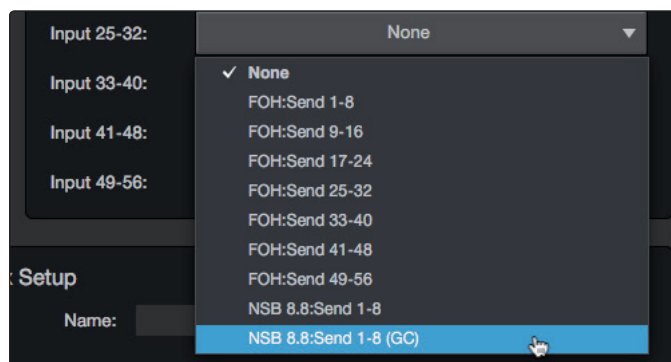 Input 25-32: None
Input 33-40: ✓ None
FOH:Send 1-8
Input 41-48: FOH:Send 9-16
FOH:Send 17-24
Input 49-56: FOH:Send 25-32
FOH:Send 33-40
FOH:Send 41-48
Setup FOH:Send 49-56
NSB 8.8:Send 1-8
Name: NSB 8.8:Send 1-8 (GC)